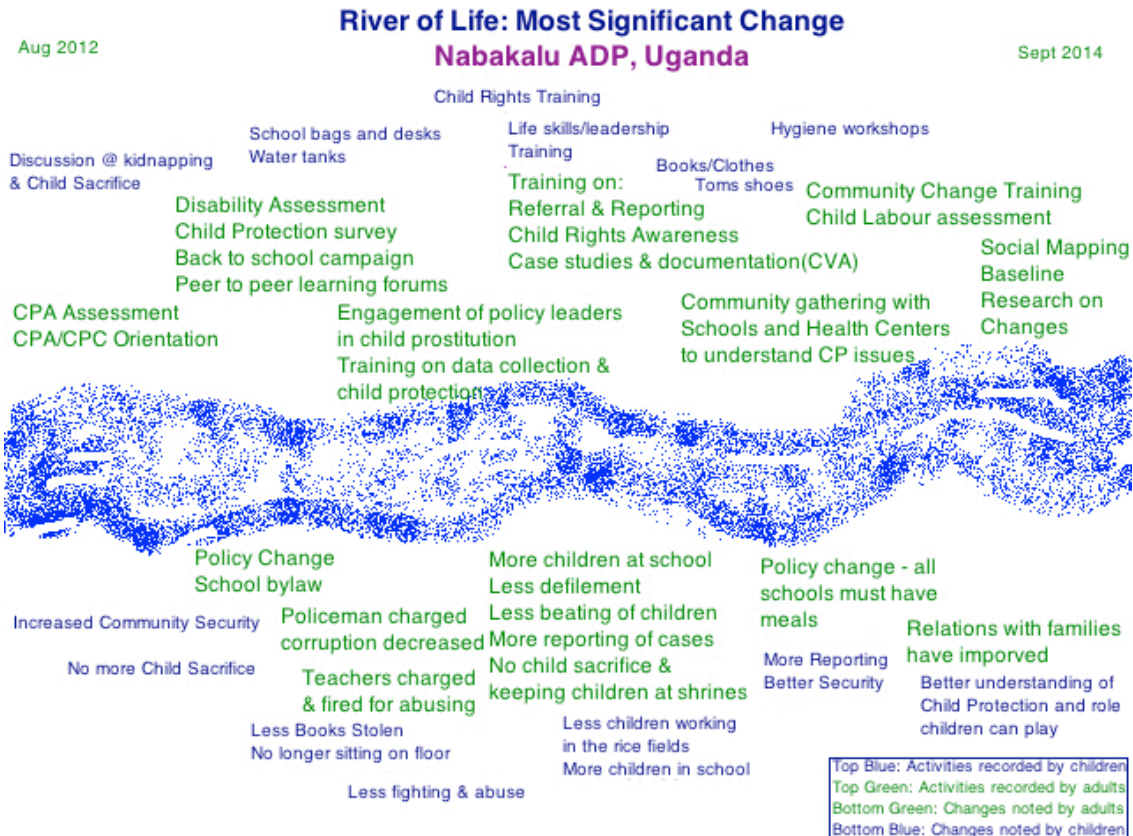 River of Life: Most Significant Change
Nabakalu ADP, Uganda
Aug 2012
Sept 2014
Child Rights Training
School bags and desks
Water tanks
Life skills/leadership
Training
Hygiene workshops
Discussion @ kidnapping
& Child Sacrifice
Books/Clothes
Toms shoes
Disability Assessment
Child Protection survey
Back to school campaign
Peer to peer learning forums
Training on:
Referral & Reporting
Child Rights Awareness
Case studies & documentation(CVA)
Community Change Training
Child Labour assessment
Social Mapping
Baseline
Research on
Changes
CPA Assessment
CPA/CPC Orientation
Engagement of policy leaders
in child prostitution
Training on data collection &
child protection
Community gathering with
Schools and Health Centers
to understand CP issues
Policy Change
School bylaw
More children at school
Less defilement
Less beating of children
More reporting of cases
No child sacrifice &
keeping children at shrines
Policy change - all
schools must have
meals
Increased Community Security
Policeman charged
corruption decreased
Relations with families
have imporved
No more Child Sacrifice
Teachers charged
& fired for abusing
More Reporting
Better Security
Better understanding of
Child Protection and role
children can play
Less Books Stolen
No longer sitting on floor
Less children working
in the rice fields
More children in school
Less fighting & abuse
Top Blue: Activities recorded by children
Top Green: Activities recorded by adults
Bottom Green: Changes noted by adults
Bottom Blue: Changes noted by children